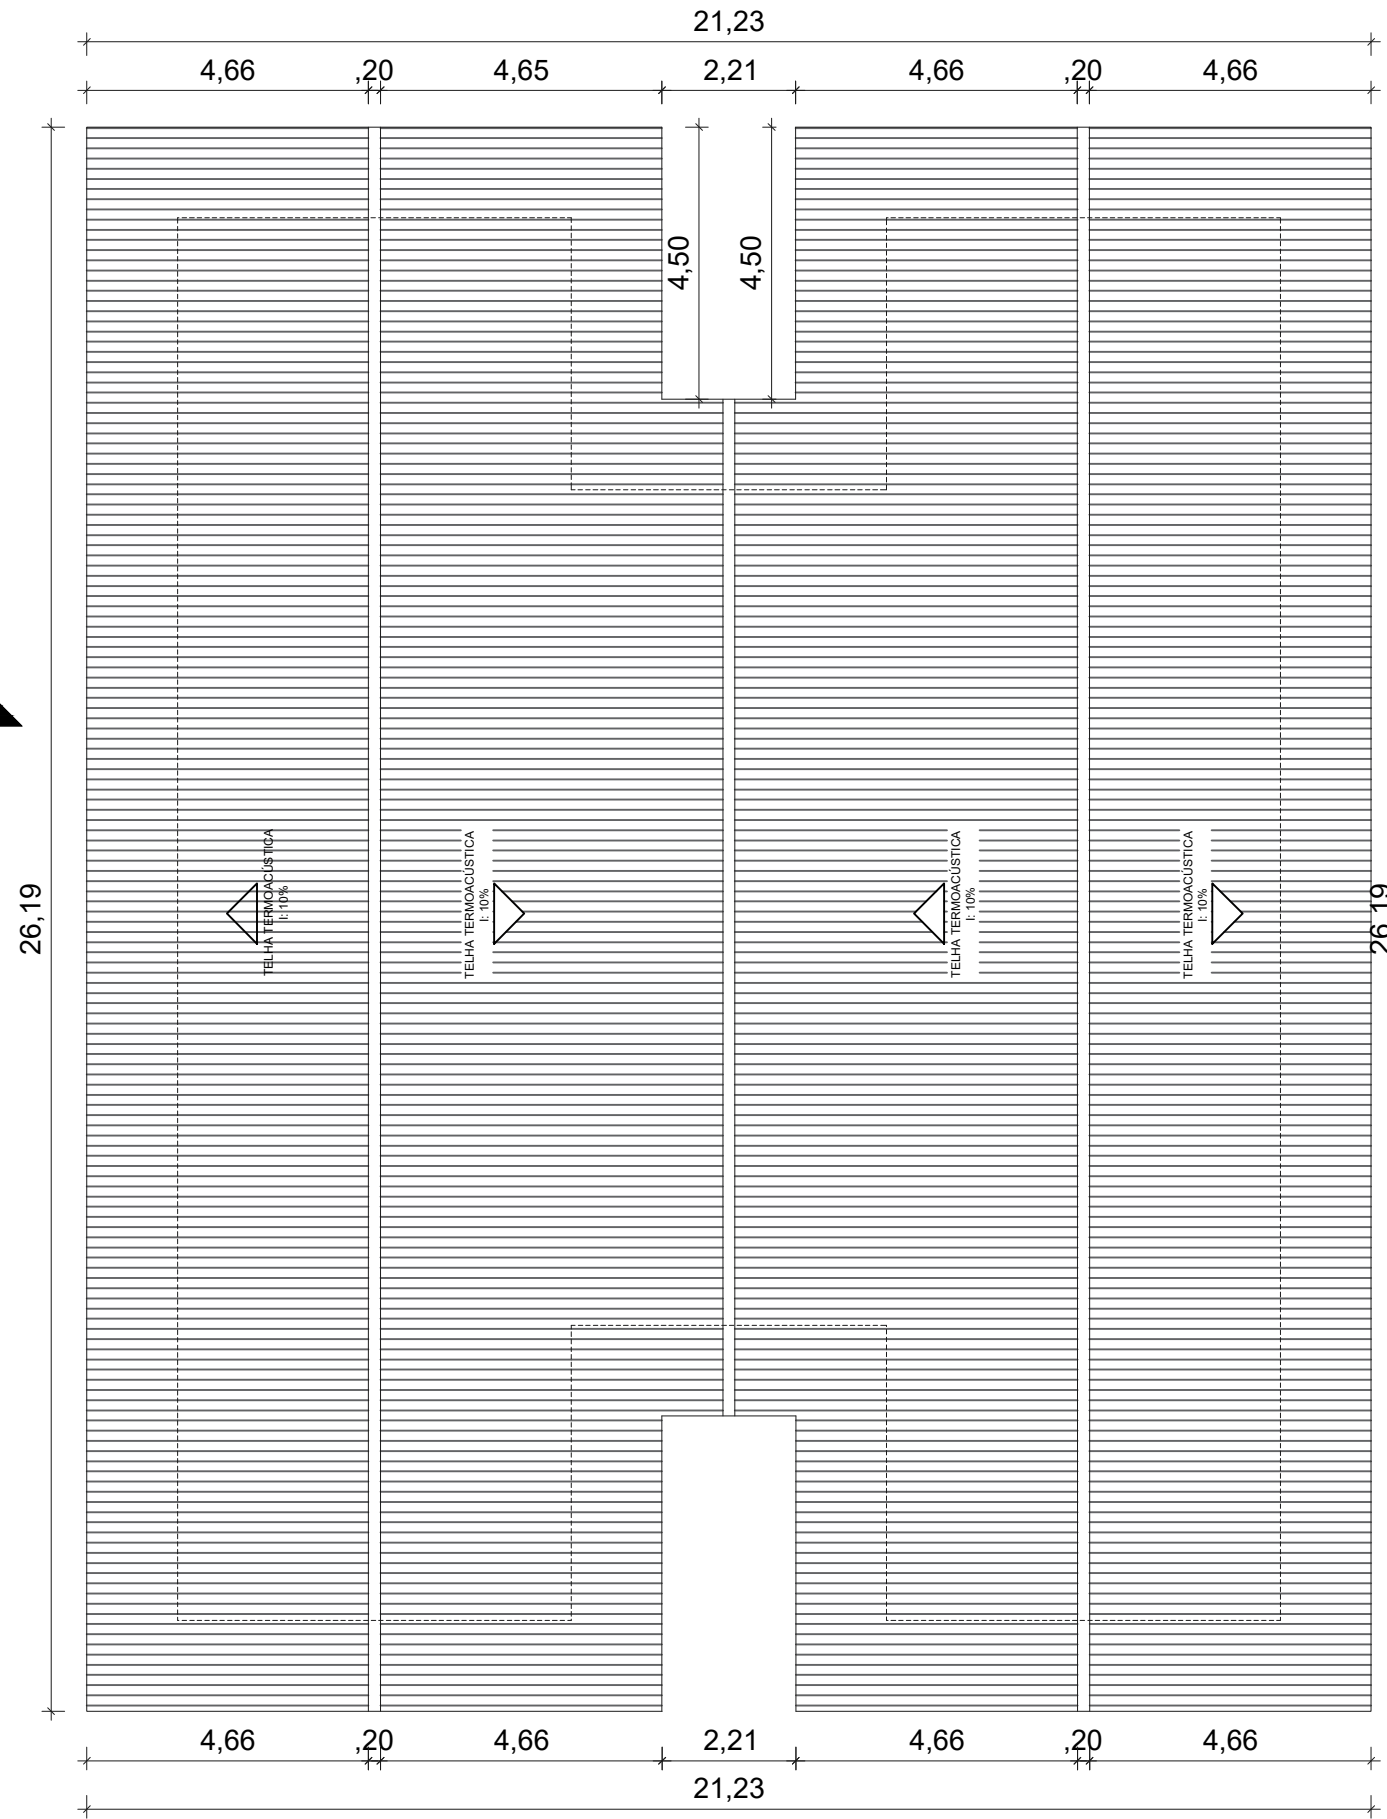 21,23
4,66 ,20 4,65 2,21 4,66 ,20 4,66
4,50 4,50
26,19
TELHA TERMOACÚSTICA
I: 10%
TELHA TERMOACÚSTICA
I: 10%
TELHA TERMOACÚSTICA
I: 10%
TELHA TERMOACÚSTICA
I: 10%
26,19
4,66 ,20 4,66 2,21 4,66 ,20 4,66
21,23